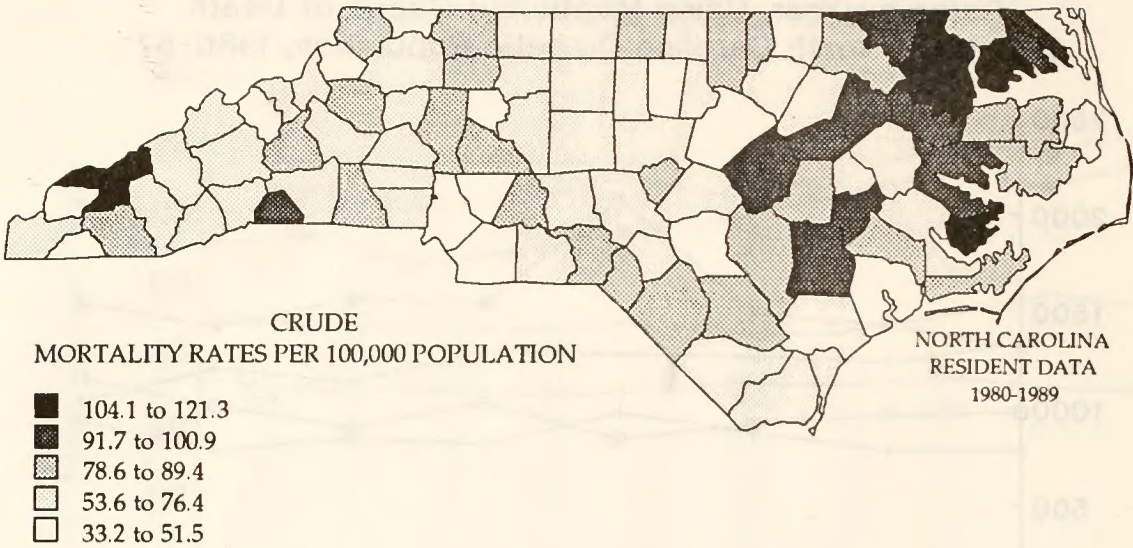 CRUDE
MORTALITY RATES PER 100,000 POPULATION
104.1 to 121.3
91.7 to 100.9
78.6 to 89.4
53.6 to 76.4
33.2 to 51.5
NORTH CAROLINA
RESIDENT DATA
1980-1989